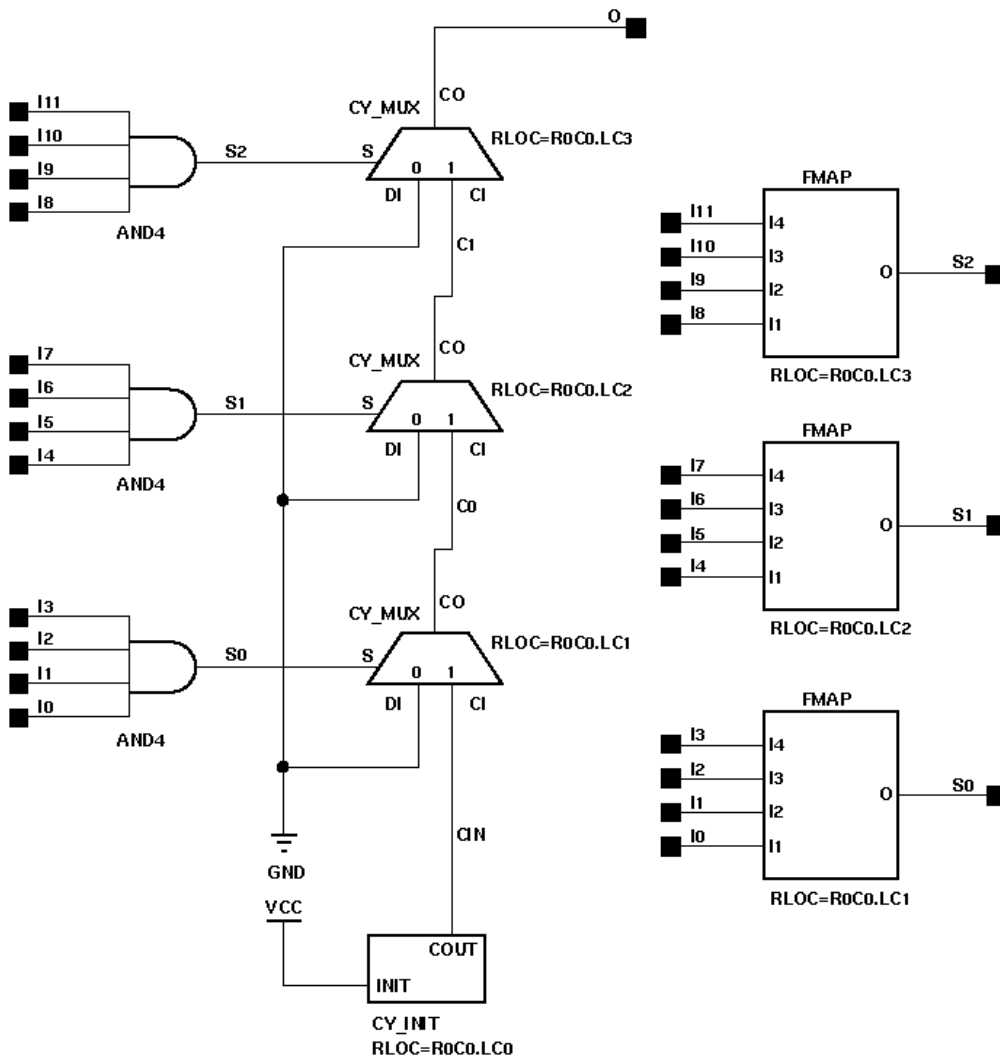 O
CO
CY_MUX
RLOC=R0C0.LC3
I11
I10
I9
I8
S2
S
0 1
DI
CI
AND4
C1
CO
CY_MUX
RLOC=R0C0.LC2
I7
I6
I5
I4
S1
S
0 1
DI
CI
AND4
C0
CO
CY_MUX
RLOC=R0C0.LC1
I3
I2
I1
I0
S0
S
0 1
DI
CI
AND4
CIN
GND
VCC
COUT
INIT
CY_INIT
RLOC=R0C0.LC0
FMAP
I11
I4
I10
I3
I9
I2
I8
I1
O
S2
RLOC=R0C0.LC3
FMAP
I7
I4
I6
I3
I5
I2
I4
I1
O
S1
RLOC=R0C0.LC2
FMAP
I3
I4
I2
I3
I1
I2
I0
I1
O
S0
RLOC=R0C0.LC1